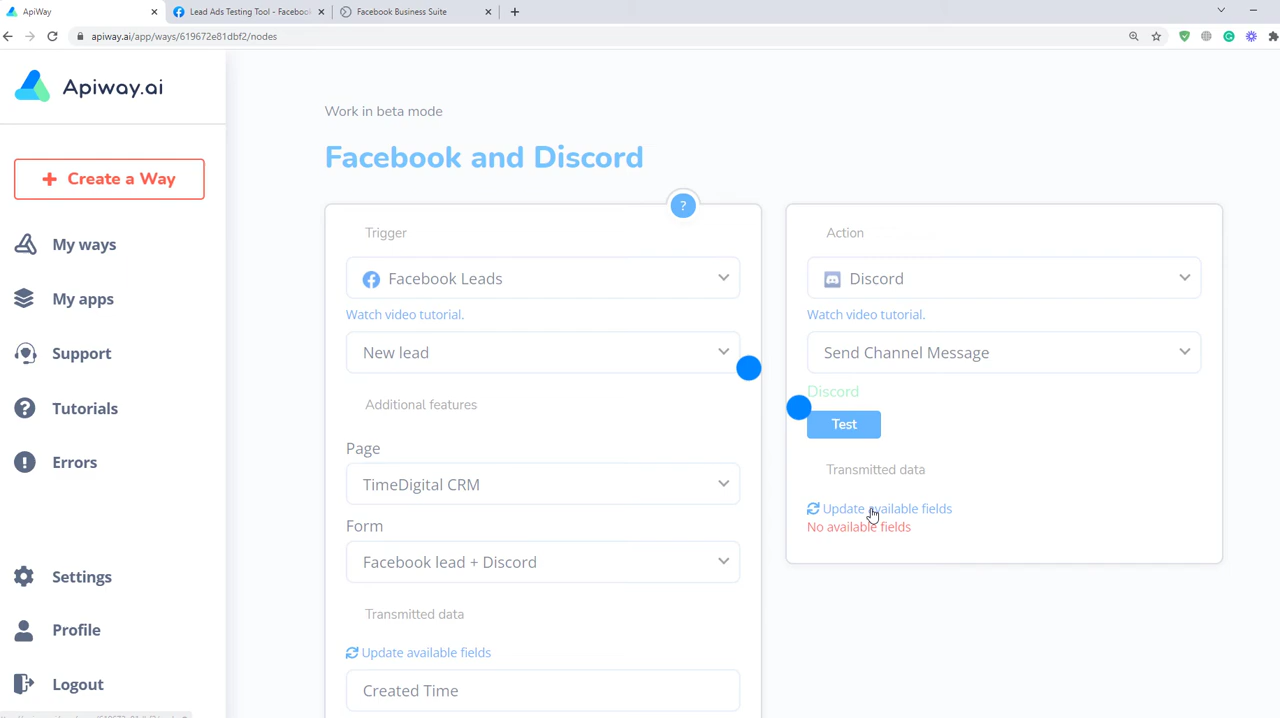 ApiWay
Lead Ads Testing Tool - Facebook
Facebook Business Suite
apiway.ai/app/ways/619672e81dbf2/nodes
Apiway.ai
Create a Way
My ways
My apps
Support
Tutorials
Errors
Settings
Profile
Logout
Work in beta mode
Facebook and Discord
?
Trigger
Facebook Leads
Watch video tutorial.
New lead
Additional features
Page
TimeDigital CRM
Form
Facebook lead + Discord
Transmitted data
Update available fields
Created Time
Action
Discord
Watch video tutorial.
Send Channel Message
Discord
Test
Transmitted data
Update available fields
No available fields